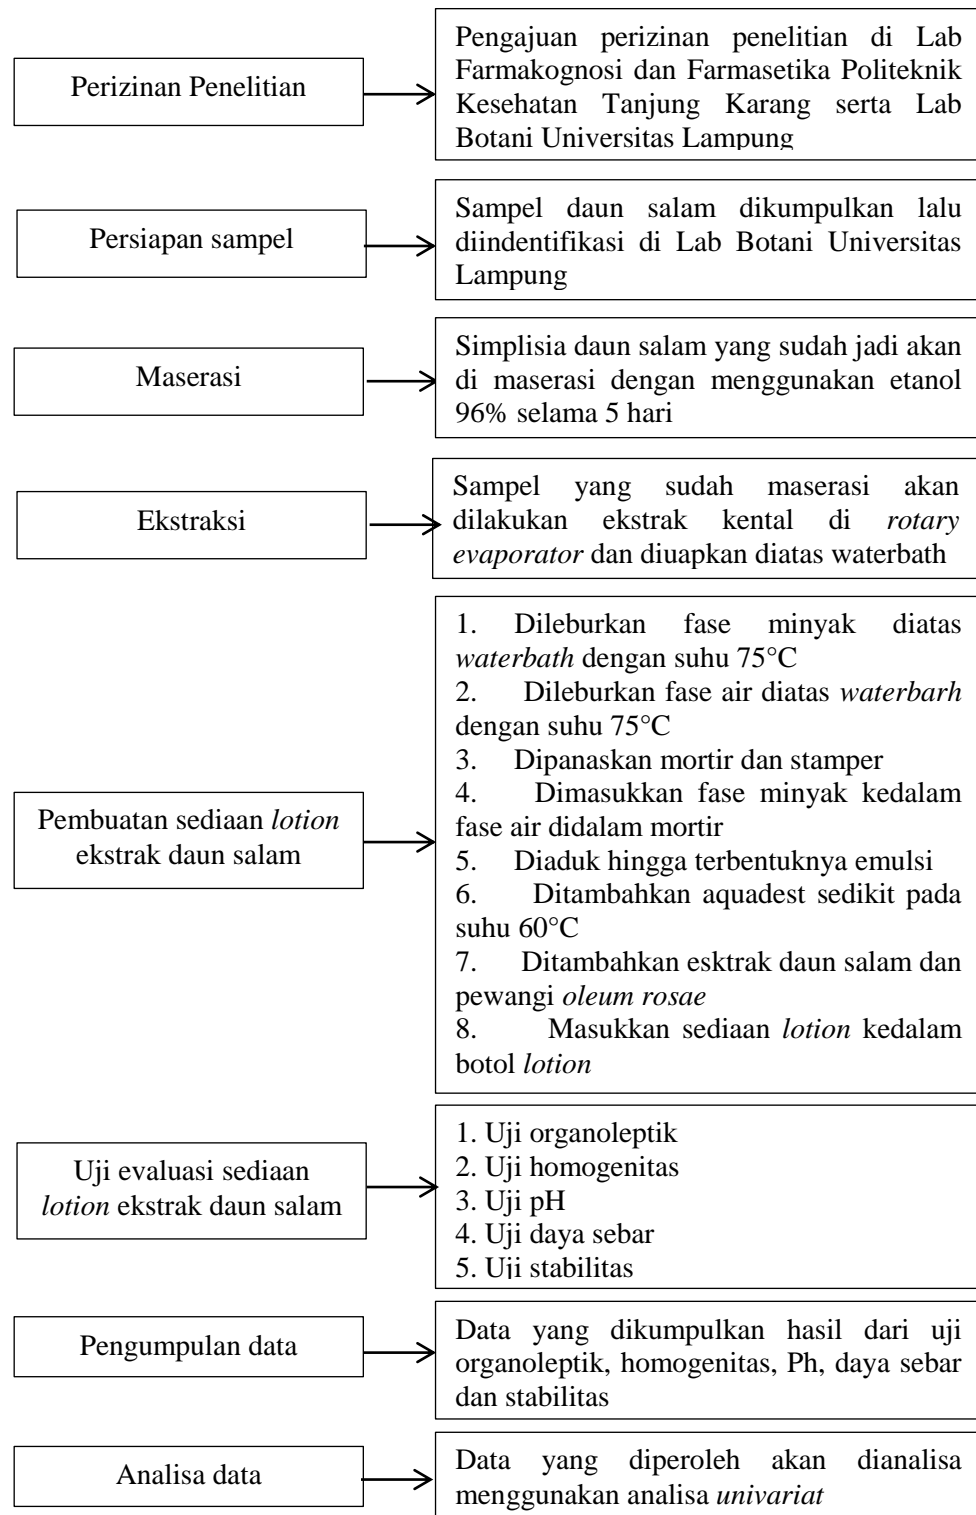 Perizinan Penelitian
Pengajuan perizinan penelitian di Lab
Farmakognosi dan Farmasetika Politeknik
Kesehatan Tanjung Karang serta Lab
Botani Universitas Lampung
Persiapan sampel
Sampel daun salam dikumpulkan lalu
diindentifikasi di Lab Botani Universitas
Lampung
Maserasi
Simplisia daun salam yang sudah jadi akan
di maserasi dengan menggunakan etanol
96% selama 5 hari
Ekstraksi
Sampel yang sudah maserasi akan
dilakukan ekstrak kental di rotary
evaporator dan diuapkan diatas waterbath
Pembuatan sediaan lotion
ekstrak daun salam
1. Dileburkan fase minyak diatas
waterbath dengan suhu 75°C
2. Dileburkan fase air diatas waterbarh
dengan suhu 75°C
3. Dipanaskan mortir dan stamper
4. Dimasukkan fase minyak kedalam
fase air didalam mortir
5. Diaduk hingga terbentuknya emulsi
6. Ditambahkan aquadest sedikit pada
suhu 60°C
7. Ditambahkan esktrak daun salam dan
pewangi oleum rosae
8. Masukkan sediaan lotion kedalam
botol lotion
Uji evaluasi sediaan
lotion ekstrak daun salam
1. Uji organoleptik
2. Uji homogenitas
3. Uji pH
4. Uji daya sebar
5. Uji stabilitas
Pengumpulan data
Data yang dikumpulkan hasil dari uji
organoleptik, homogenitas, Ph, daya sebar
dan stabilitas
Analisa data
Data yang diperoleh akan dianalisa
menggunakan analisa univariat